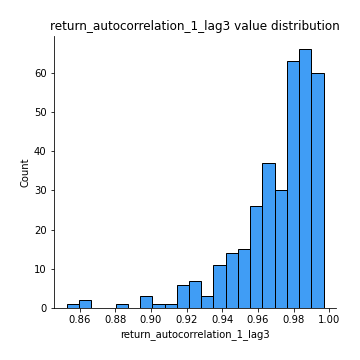 return_autocorrelation_1_lag3 value distribution
60
50
40
30
20
10
0
Count
0.86 0.88 0.90 0.92 0.94 0.96 0.98 1.00
return_autocorrelation_1_lag3